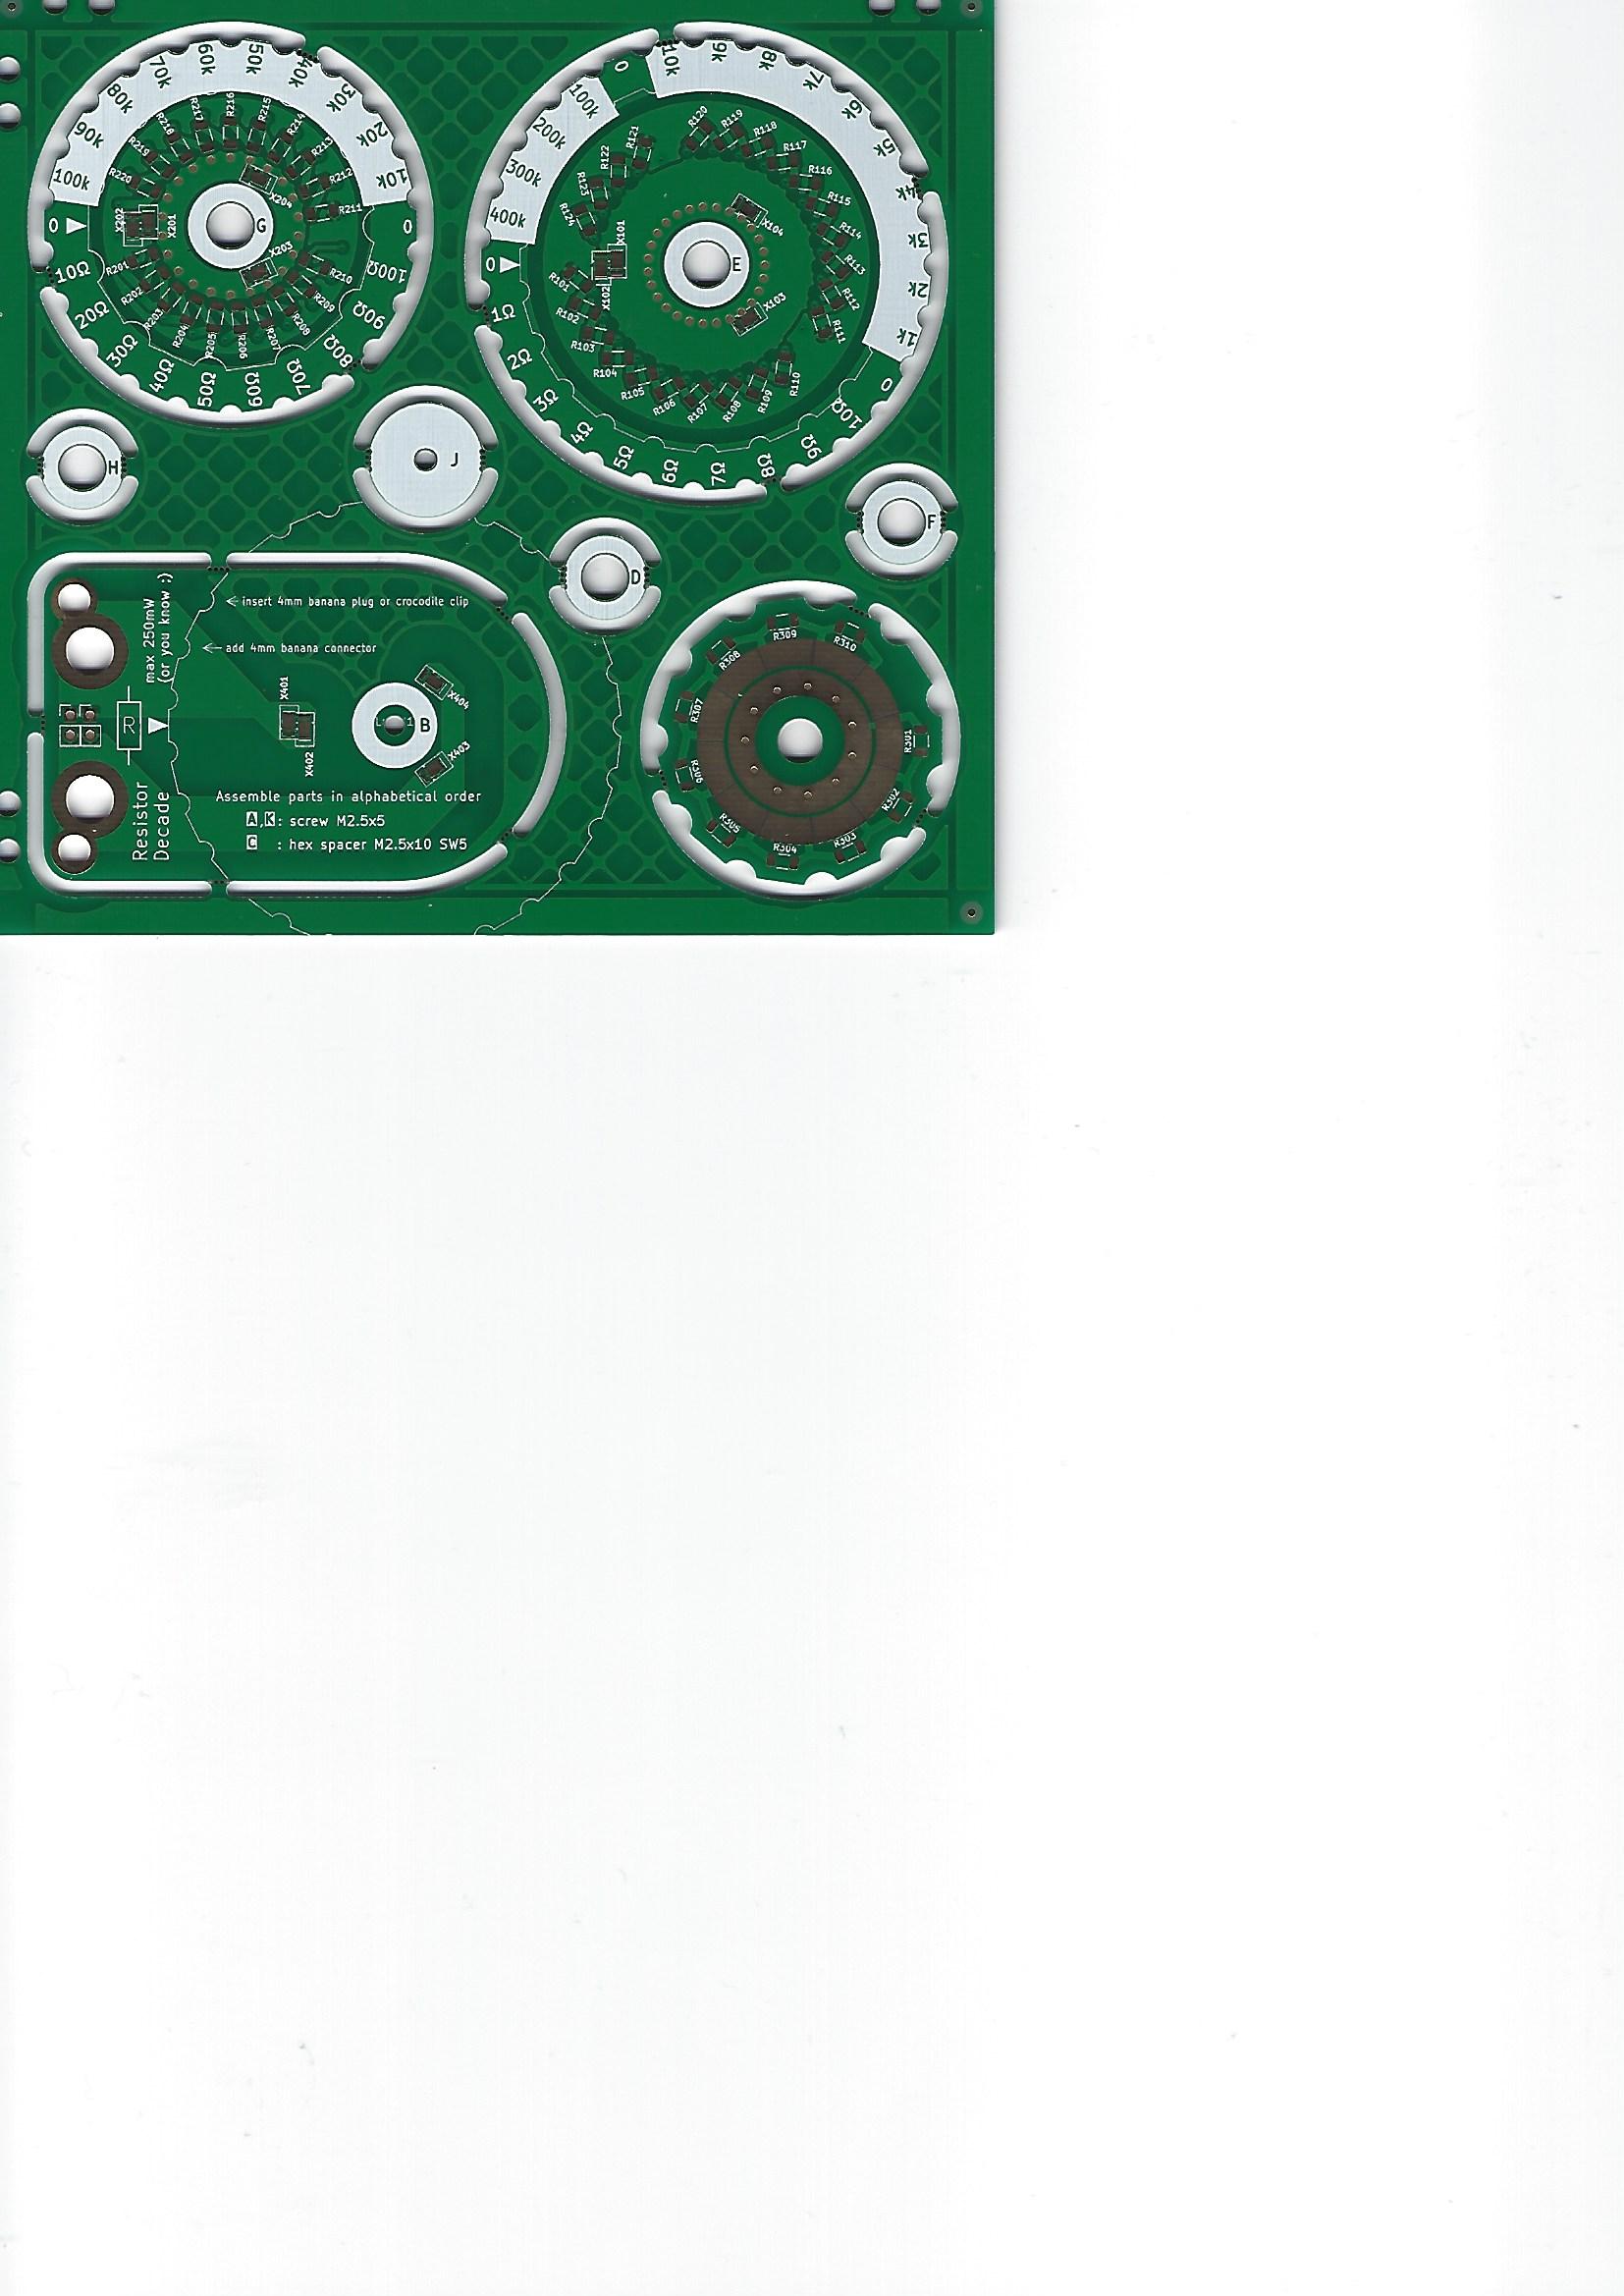 100k
90k
80k
70k
60k
50k
40k
30k
20k
10k
0
100Ω
90Ω
80Ω
70Ω
60Ω
50Ω
40Ω
30Ω
20Ω
10Ω
0
R220
R219
R218
R217
R216
R215
R214
R213
R212
R211
R210
R209
R208
R207
R206
R205
R204
R203
R202
R201
X202
X201
X204
X203
G
0
10k
9k
8k
7k
6k
5k
4k
3k
2k
1k
0
10Ω
9Ω
8Ω
7Ω
6Ω
5Ω
4Ω
3Ω
2Ω
1Ω
0
400k
300k
200k
100k
R120
R119
R118
R117
R116
R115
R114
R113
R112
R111
R110
R109
R108
R107
R106
R105
R104
R103
R102
R101
R124
R123
R122
R121
X101
X102
X104
X103
E
H
J
D
F
insert 4mm banana plug or crocodile clip
add 4mm banana connector
max 250mW
(or you know :)
R
X401
X402
X404
X403
B
Resistor
Decade
Assemble parts in alphabetical order
A,K: screw M2.5x5
C : hex spacer M2.5x10 SW5
R309
R310
R308
R307
R306
R305
R304
R303
R302
R301